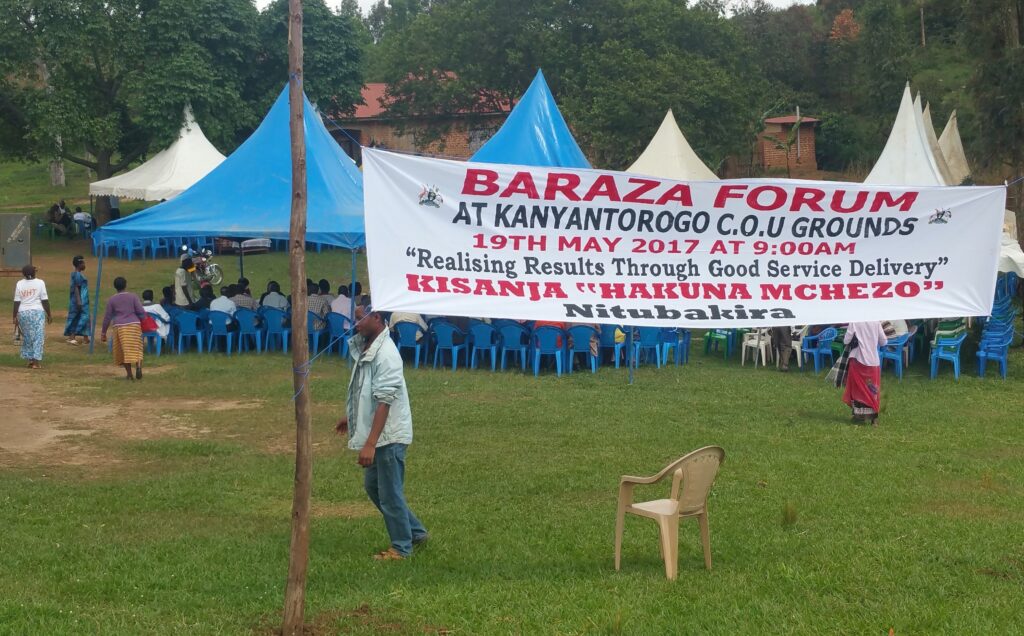 BARAZA FORUM
AT KANYANTOROGO C.O.U GROUNDS
19TH MAY 2017 AT 9:00AM
“Realising Results Through Good Service Delivery”
KISANJA “HAKUNA MCHEZO”
Nitubakira
VHT